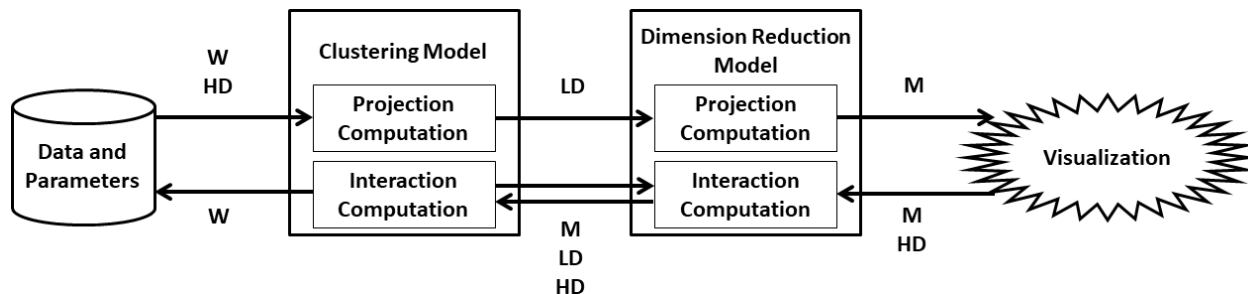 W
HD
Data and
Parameters
W
Clustering Model
Projection
Computation
Interaction
Computation
LD
M
LD
HD
Dimension Reduction
Model
Projection
Computation
Interaction
Computation
M
M
HD
Visualization